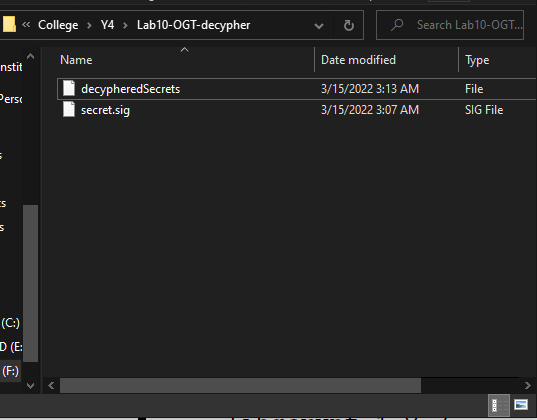 « College > Y4 > Lab10-OGT-decypher
Search Lab10-OGT...
Name Date modified Type
decypheredSecrets 3/15/2022 3:13 AM File
secret.sig 3/15/2022 3:07 AM SIG File
nstit
Perso
s
ts
s
(C:)
D (E:
(F:)